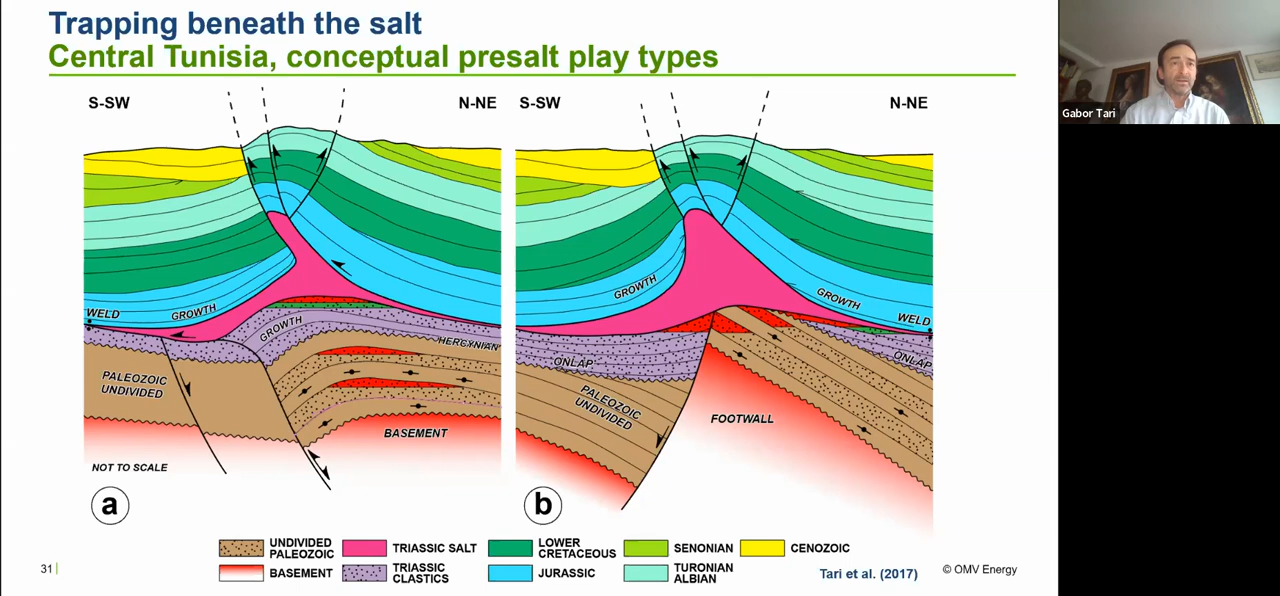 Trapping beneath the salt
Central Tunisia, conceptual presalt play types
Gabor Tari
S-SW
N-NE
WELD
GROWTH
GROWTH
HERCYNIAN
PALEOZOIC
UNDIVIDED
BASEMENT
NOT TO SCALE
a
S-SW
N-NE
GROWTH
GROWTH
WELD
ONLAP
ONLAP
PALEOZOIC
UNDIVIDED
FOOTWALL
b
UNDIVIDED
PALEOZOIC
TRIASSIC SALT
LOWER
CRETACEOUS
SENONIAN
CENOZOIC
BASEMENT
TRIASSIC
CLASTICS
JURASSIC
TURONIAN
ALBIAN
Tari et al. (2017)
© OMV Energy
31